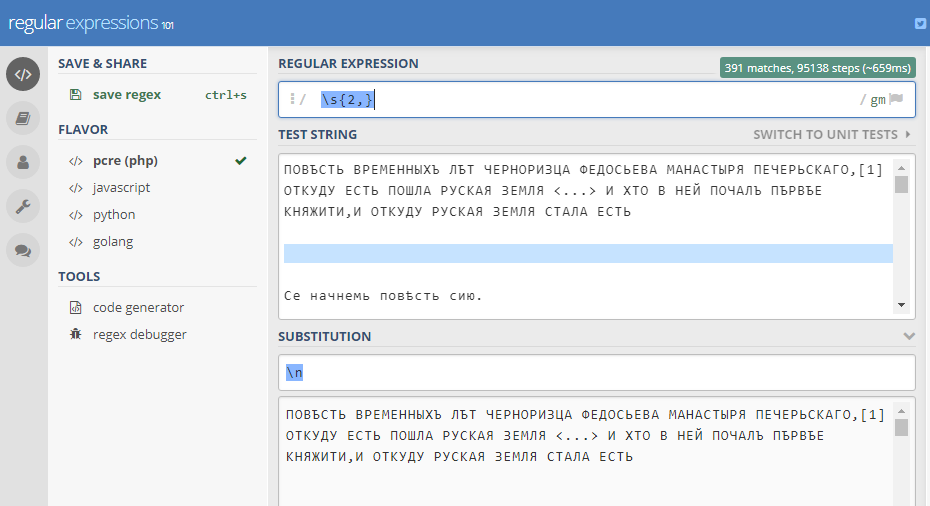 regular expressions 101
SAVE & SHARE
save regex ctrl+s
FLAVOR
pcre (php)
javascript
python
golang
TOOLS
code generator
regex debugger
REGULAR EXPRESSION
391 matches, 95138 steps (~659ms)
/ \s{2,} / gm
TEST STRING
SWITCH TO UNIT TESTS
ПОВѢСТЬ ВРЕМЕННЫХЪ ЛѢТ ЧЕРНОРИЗЦА ФЕДОСЬЕВА МАНАСТЫРЯ ПЕЧЕРЬСКАГО,[1]
ОТКУДУ ЕСТЬ ПОШЛА РУСКАЯ ЗЕМЛЯ <...> И ХТО В НЕЙ ПОЧАЛЪ ПѢРВѢЕ
КНЯЖИТИ,И ОТКУДУ РУСКАЯ ЗЕМЛЯ СТАЛА ЕСТЬ
Се начнемь повѣсть сию.
SUBSTITUTION
\n
ПОВѢСТЬ ВРЕМЕННЫХЪ ЛѢТ ЧЕРНОРИЗЦА ФЕДОСЬЕВА МАНАСТЫРЯ ПЕЧЕРЬСКАГО,[1]
ОТКУДУ ЕСТЬ ПОШЛА РУСКАЯ ЗЕМЛЯ <...> И ХТО В НЕЙ ПОЧАЛЪ ПѢРВѢЕ
КНЯЖИТИ,И ОТКУДУ РУСКАЯ ЗЕМЛЯ СТАЛА ЕСТЬ